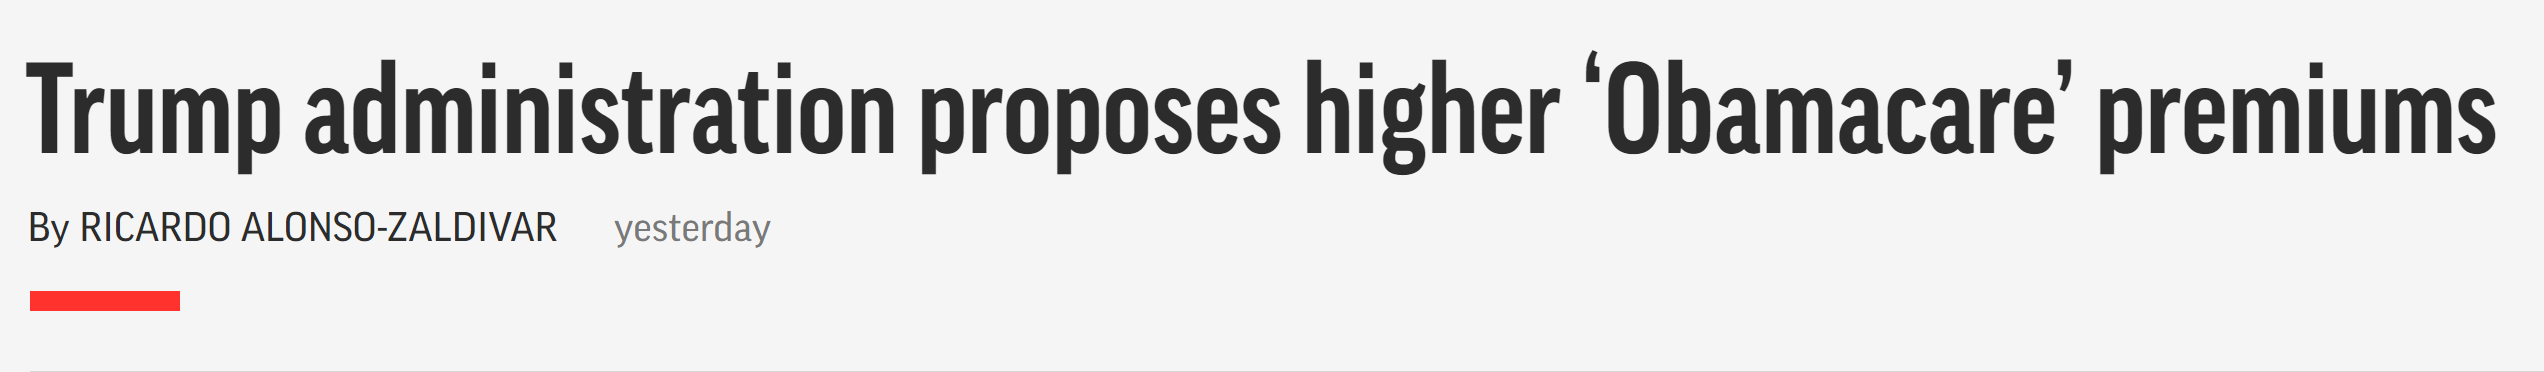 Trump administration proposes higher ‘Obamacare’ premiums
By RICARDO ALONSO-ZALDIVAR yesterday